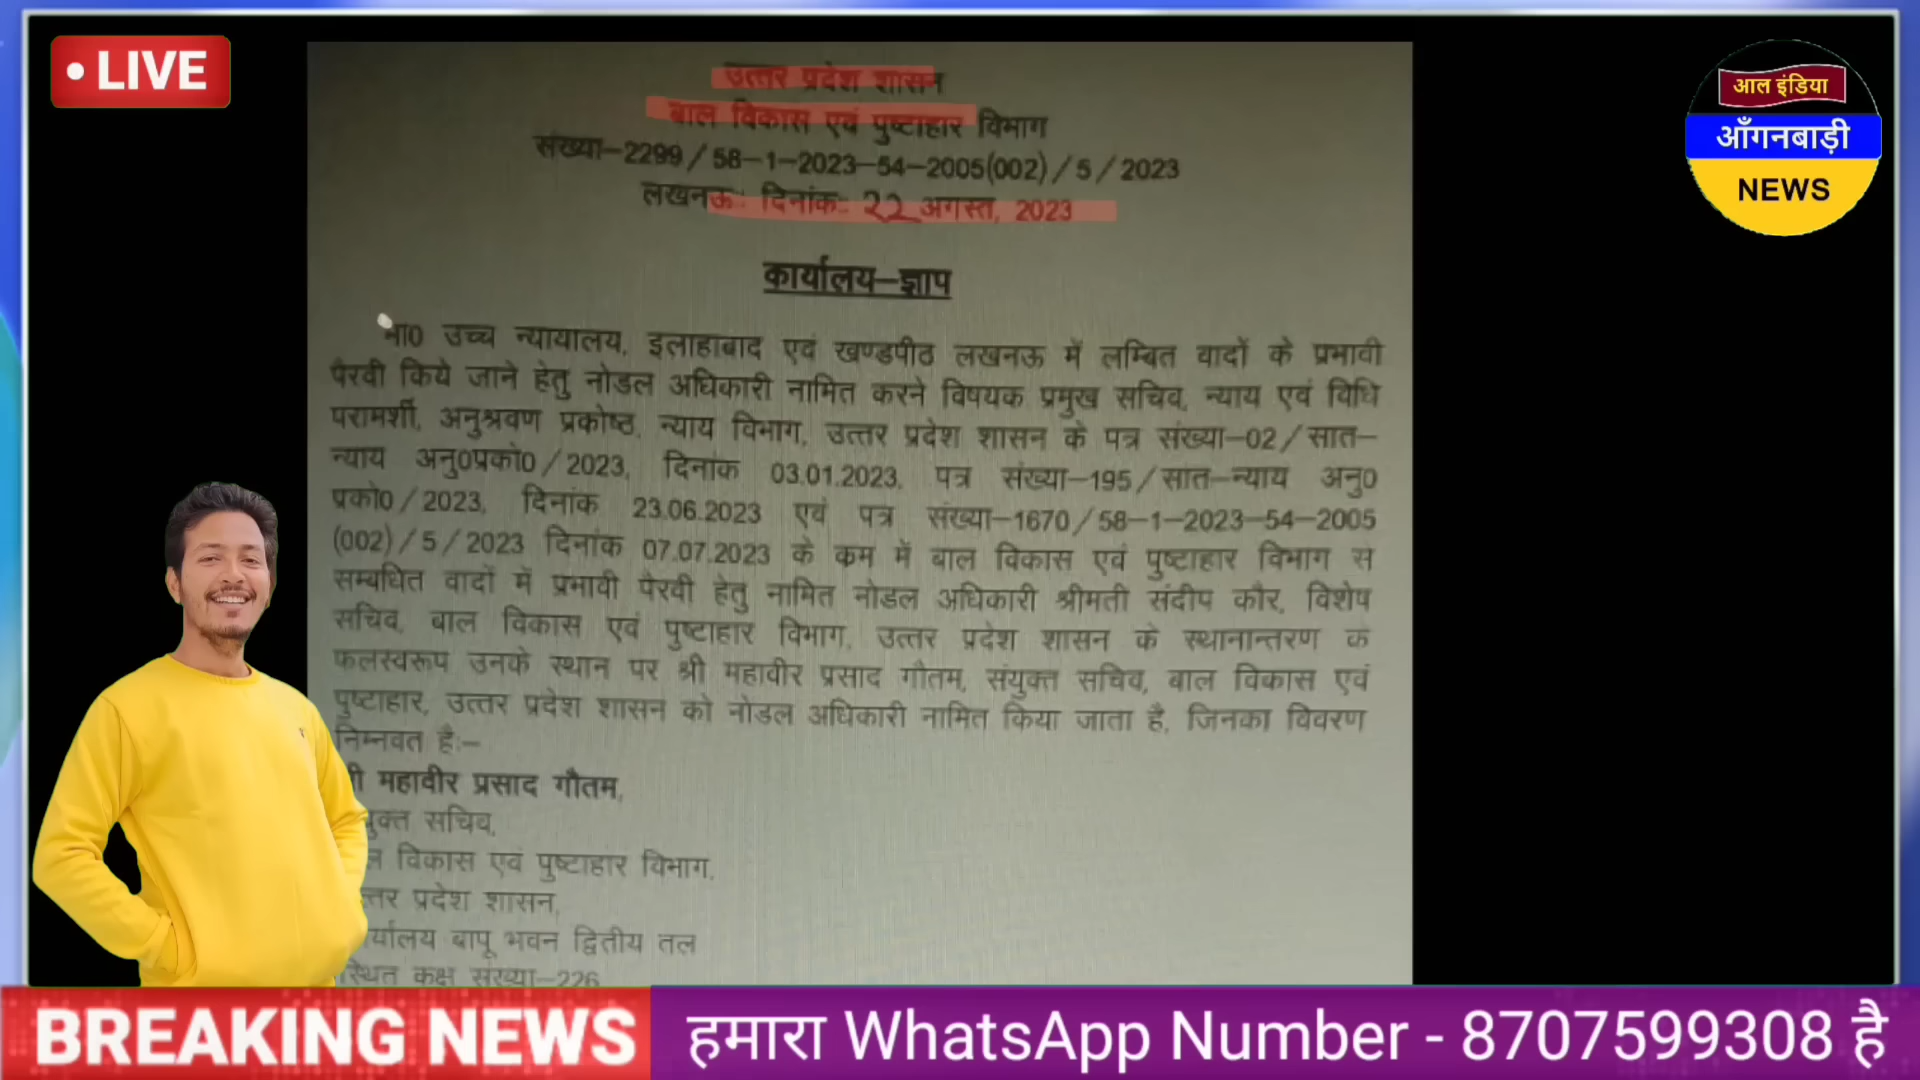 • LIVE
आल इंडिया
आँगनबाड़ी
NEWS
उत्तर प्रदेश शासन
बाल विकास एवं पुष्टाहार विभाग
संख्या-2299/58-1-2023-54-2005(002)/5/2023
लखनऊ: दिनांक: 22 अगस्त, 2023
कार्यालय-ज्ञाप
मा0 उच्च न्यायालय, इलाहाबाद एवं खण्डपीठ लखनऊ में लम्बित वादों के प्रभावी
पैरवी किये जाने हेतु नोडल अधिकारी नामित करने विषयक प्रमुख सचिव, न्याय एवं विधि
परामर्शी, अनुश्रवण प्रकोष्ठ, न्याय विभाग, उत्तर प्रदेश शासन के पत्र संख्या-02/सात-
न्याय अनु0प्रको0/2023, दिनांक 03.01.2023, पत्र संख्या-195/सात-न्याय अनु0
प्रको0/2023, दिनांक 23.06.2023 एवं पत्र संख्या-1670/58-1-2023-54-2005
(002)/5/2023 दिनांक 07.07.2023 के कम में बाल विकास एवं पुष्टाहार विभाग से
सम्बधित वादों में प्रभावी पैरवी हेतु नामित नोडल अधिकारी श्रीमती संदीप कौर, विशेष
सचिव, बाल विकास एवं पुष्टाहार विभाग, उत्तर प्रदेश शासन के स्थानान्तरण के
फलस्वरूप उनके स्थान पर श्री महावीर प्रसाद गौतम, संयुक्त सचिव, बाल विकास एवं
पुष्टाहार, उत्तर प्रदेश शासन को नोडल अधिकारी नामित किया जाता है, जिनका विवरण
निम्नवत है:-
महावीर प्रसाद गौतम,
युक्त सचिव,
विकास एवं पुष्टाहार विभाग,
त्तर प्रदेश शासन,
र्यालय बापू भवन द्वितीय तल
स्थित कक्ष संख्या-226
BREAKING NEWS
हमारा WhatsApp Number - 8707599308 है